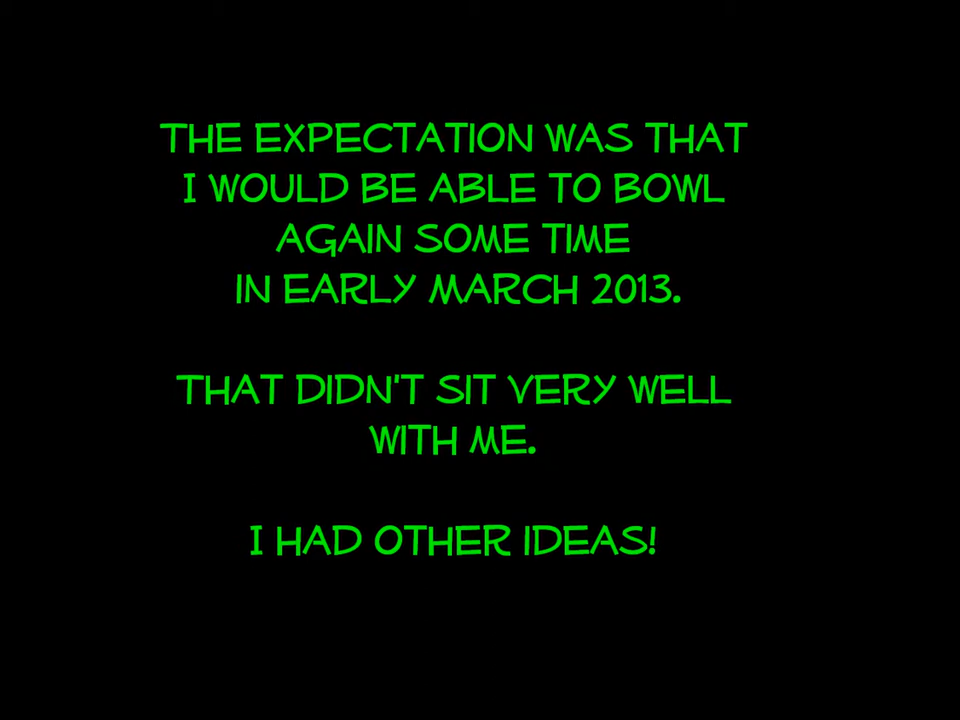 THE EXPECTATION WAS THAT
I WOULD BE ABLE TO BOWL
AGAIN SOME TIME
IN EARLY MARCH 2013.
THAT DIDN'T SIT VERY WELL
WITH ME.
I HAD OTHER IDEAS!